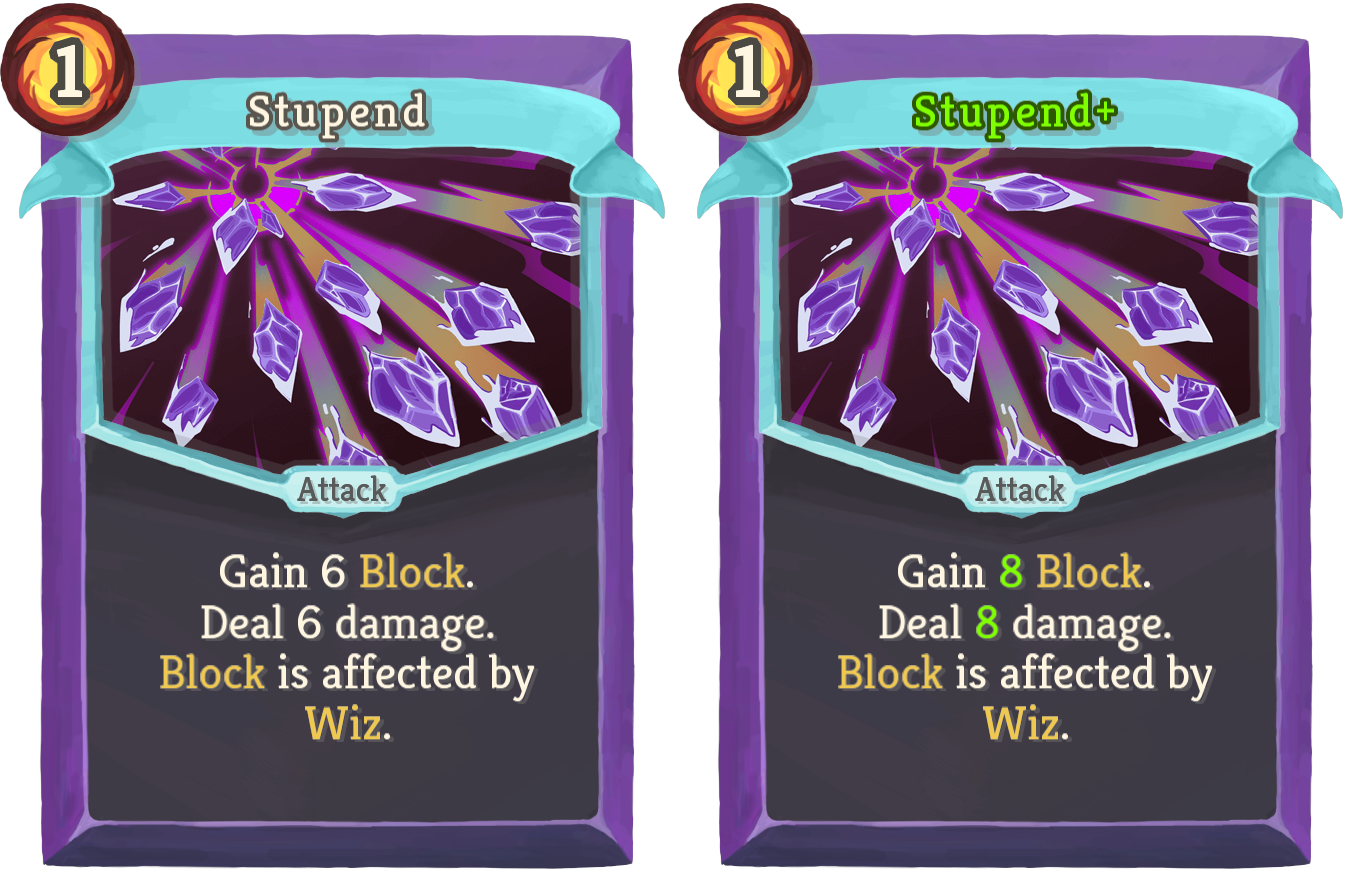 1
Stupend
Attack
Gain 6 Block.
Deal 6 damage.
Block is affected by
Wiz.
1
Stupend+
Attack
Gain 8 Block.
Deal 8 damage.
Block is affected by
Wiz.